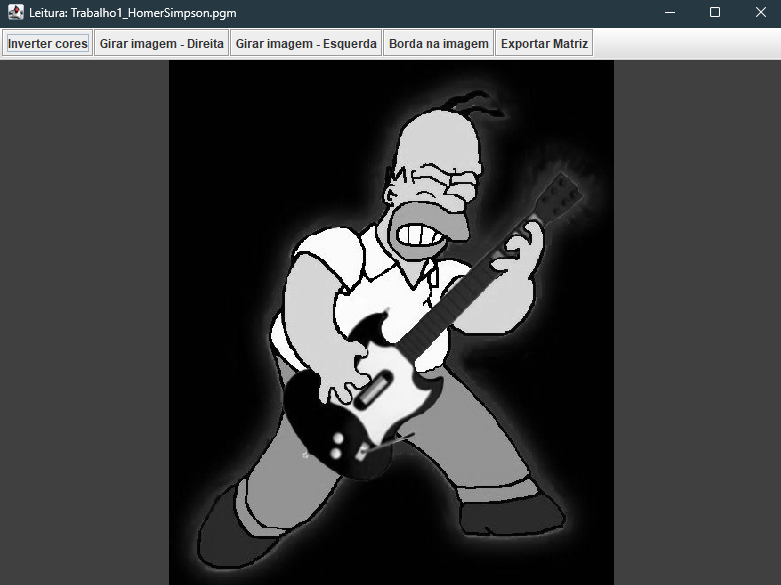 Leitura: Trabalho1_HomerSimpson.pgm
Inverter cores Girar imagem - Direita Girar imagem - Esquerda Borda na imagem Exportar Matriz